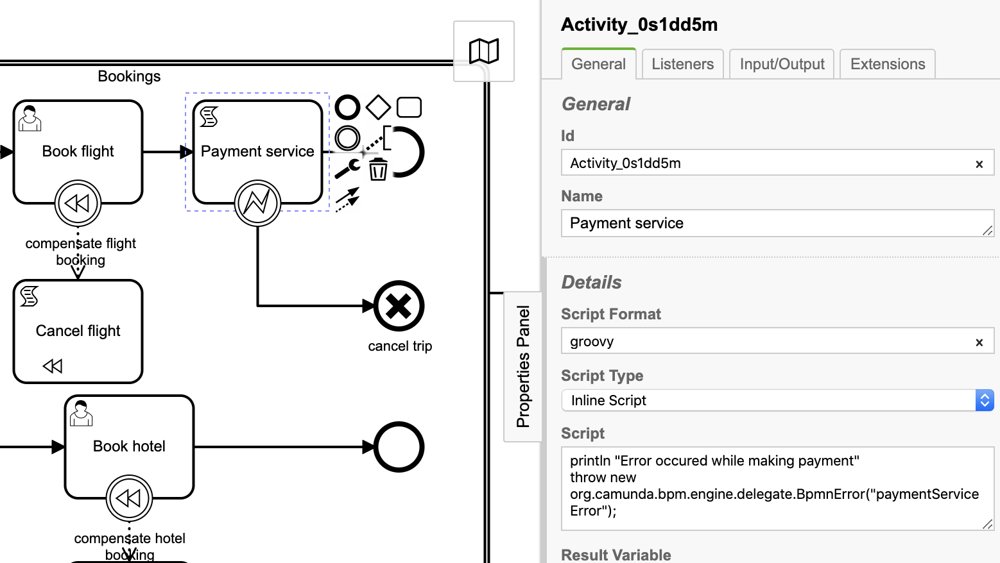 Bookings
Book flight
Payment service
compensate flight
booking
Cancel flight
cancel trip
Book hotel
compensate hotel
booking
Properties Panel
Activity_0s1dd5m
General
Listeners
Input/Output
Extensions
General
Id
Activity_0s1dd5m
Name
Payment service
Details
Script Format
groovy
Script Type
Inline Script
Script
println "Error occured while making payment"
throw new
org.camunda.bpm.engine.delegate.BpmnError("paymentService
Error");
Result Variable